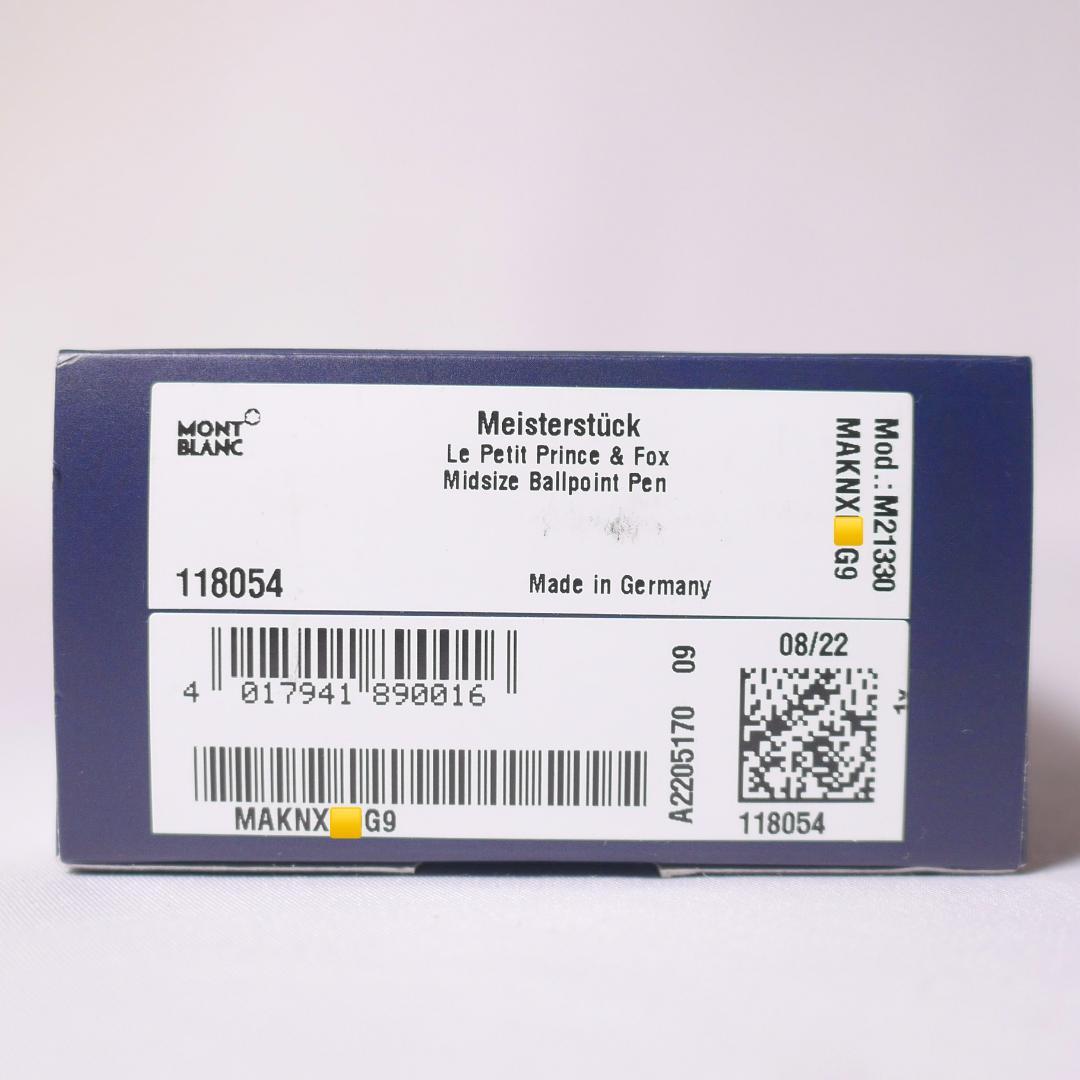 MONT
BLANC
Meisterstück
Le Petit Prince & Fox
Midsize Ballpoint Pen
118054
Made in Germany
Mod.: M21330
MAKNX G9
4 017941 890016
MAKNX G9
A2205170 09
08/22
118054